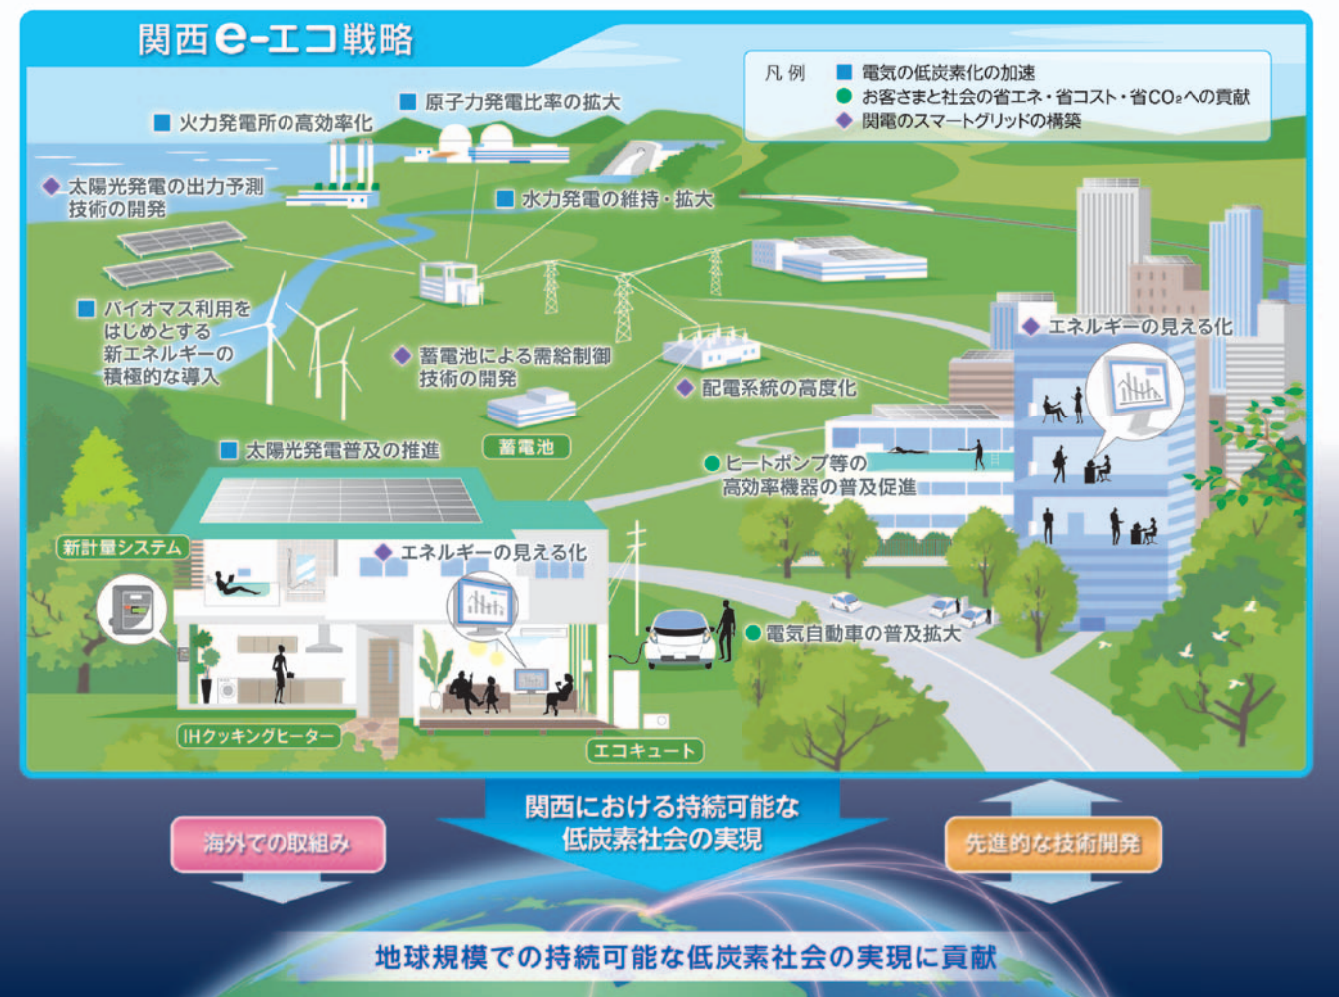 関西e-エコ戦略
凡例
電気の低炭素化の加速
お客さまと社会の省エネ・省コスト・省CO₂への貢献
関電のスマートグリッドの構築
原子力発電比率の拡大
火力発電所の高効率化
太陽光発電の出力予測
技術の開発
水力発電の維持・拡大
バイオマス利用を
はじめとする
新エネルギーの
積極的な導入
エネルギーの見える化
蓄電池による需給制御
技術の開発
配電系統の高度化
蓄電池
太陽光発電普及の推進
ヒートポンプ等の
高効率機器の普及促進
新計量システム
エネルギーの見える化
電気自動車の普及拡大
IHクッキングヒーター
エコキュート
関西における持続可能な
低炭素社会の実現
海外での取組み
先進的な技術開発
地球規模での持続可能な低炭素社会の実現に貢献